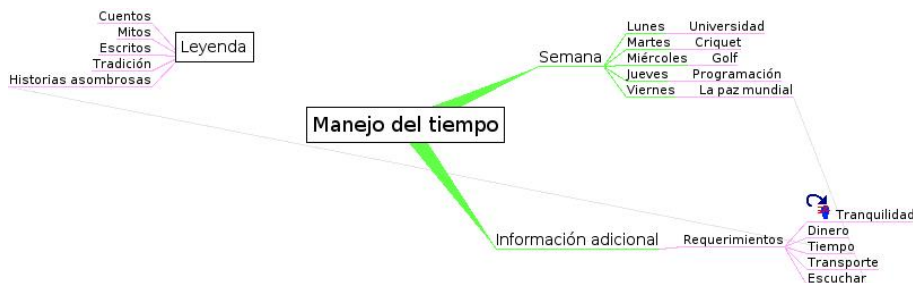 Cuentos
Mitos
Escritos
Tradición
Historias asombrosas
Leyenda
Manejo del tiempo
Semana
Lunes Universidad
Martes Criquet
Miércoles Golf
Jueves Programación
Viernes La paz mundial
Información adicional
Requerimientos
Tranquilidad
Dinero
Tiempo
Transporte
Escuchar